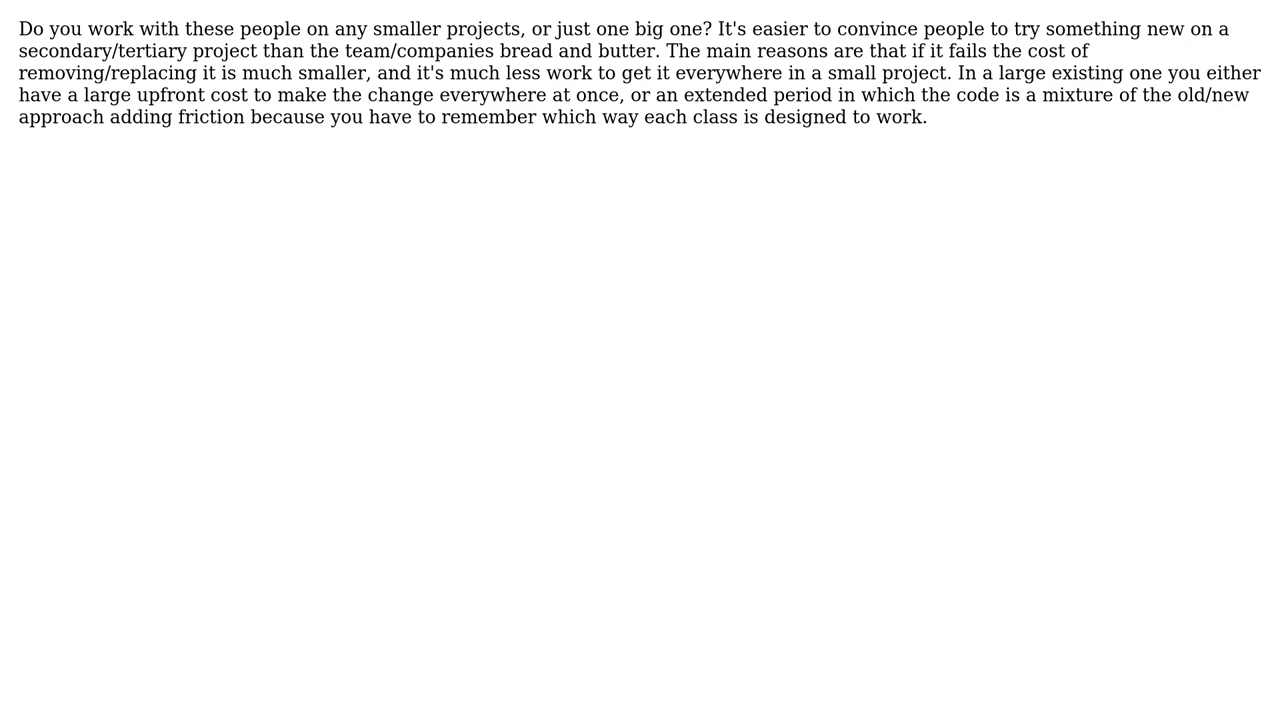 Do you work with these people on any smaller projects, or just one big one? It's easier to convince people to try something new on a
secondary/tertiary project than the team/companies bread and butter. The main reasons are that if it fails the cost of
removing/replacing it is much smaller, and it's much less work to get it everywhere in a small project. In a large existing one you either
have a large upfront cost to make the change everywhere at once, or an extended period in which the code is a mixture of the old/new
approach adding friction because you have to remember which way each class is designed to work.